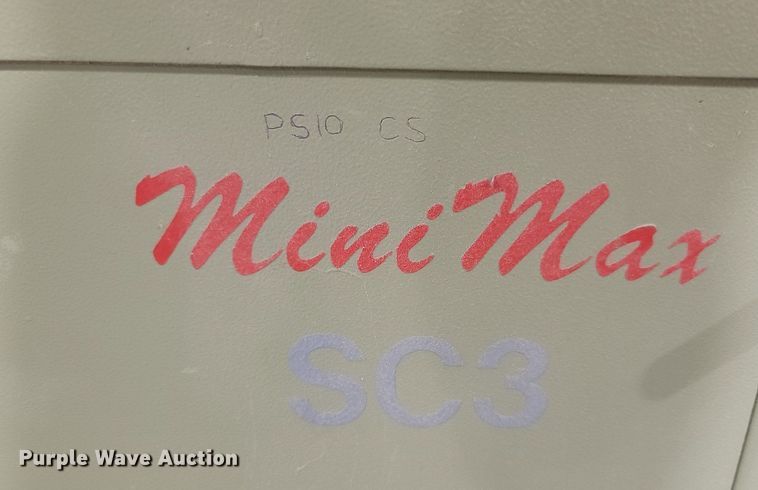 PS10 CS
MiniMax
SC3
Purple Wave Auction